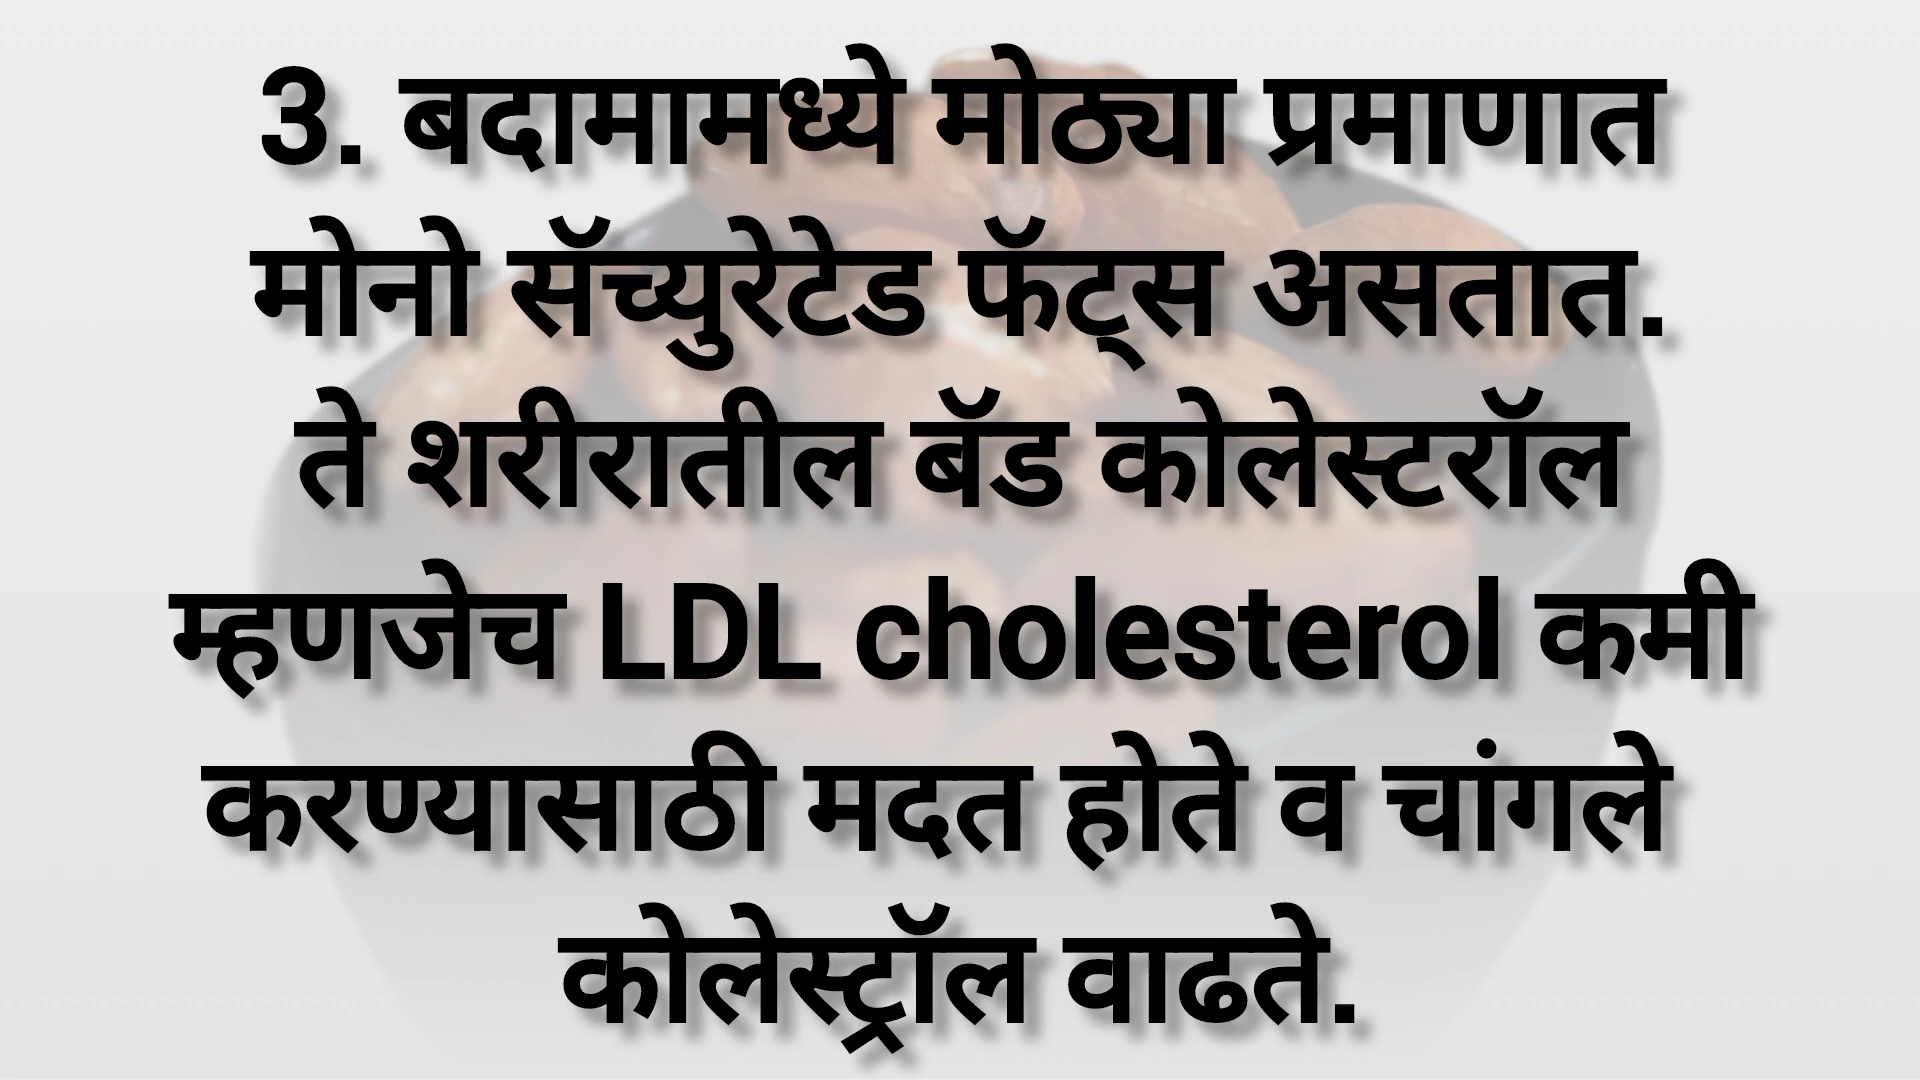 3. बदामामध्ये मोठ्या प्रमाणात
मोनो सॅच्युरेटेड फॅट्स असतात.
ते शरीरातील बॅड कोलेस्टरॉल
म्हणजेच LDL cholesterol कमी
करण्यासाठी मदत होते व चांगले
कोलेस्ट्रॉल वाढते.